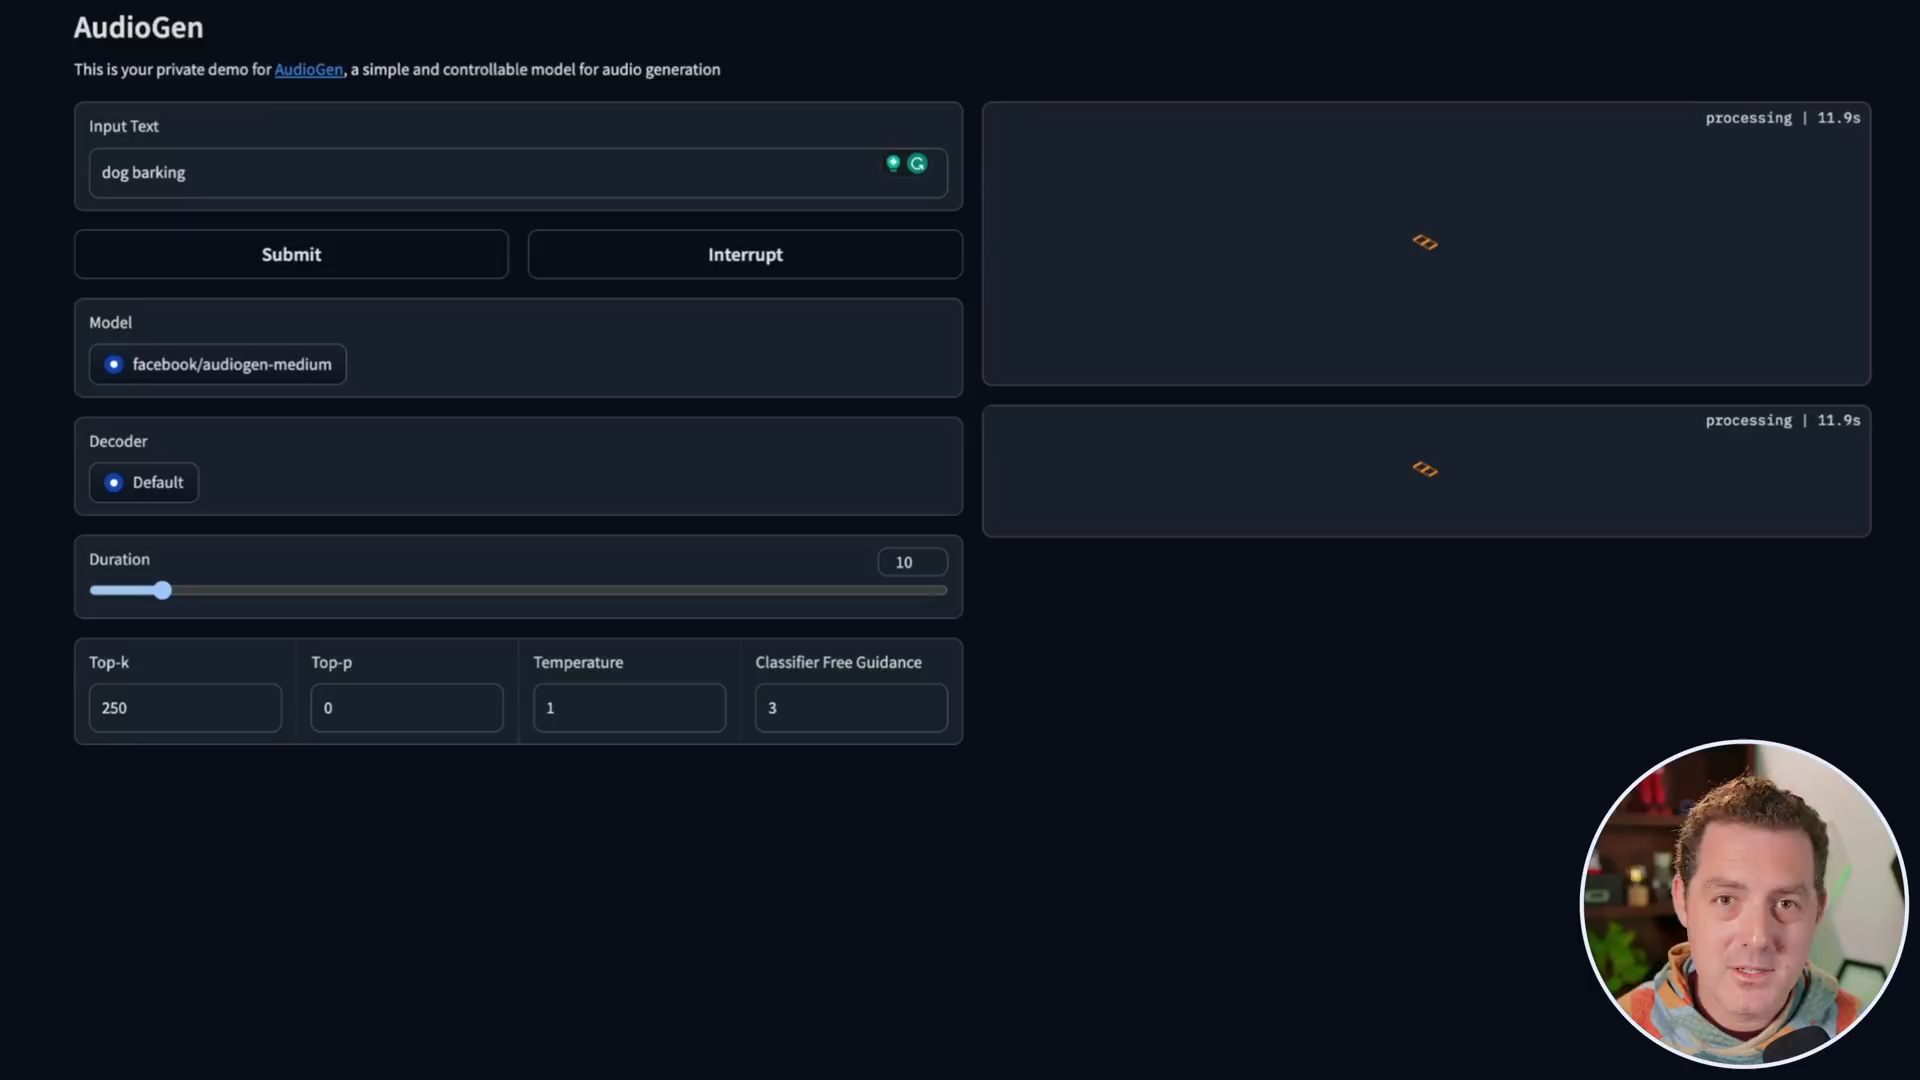 AudioGen
This is your private demo for AudioGen, a simple and controllable model for audio generation
Input Text
dog barking
Submit
Interrupt
Model
facebook/audiogen-medium
Decoder
Default
Duration
10
Top-k
Top-p
Temperature
Classifier Free Guidance
250
0
1
3
processing | 11.9s
processing | 11.9s